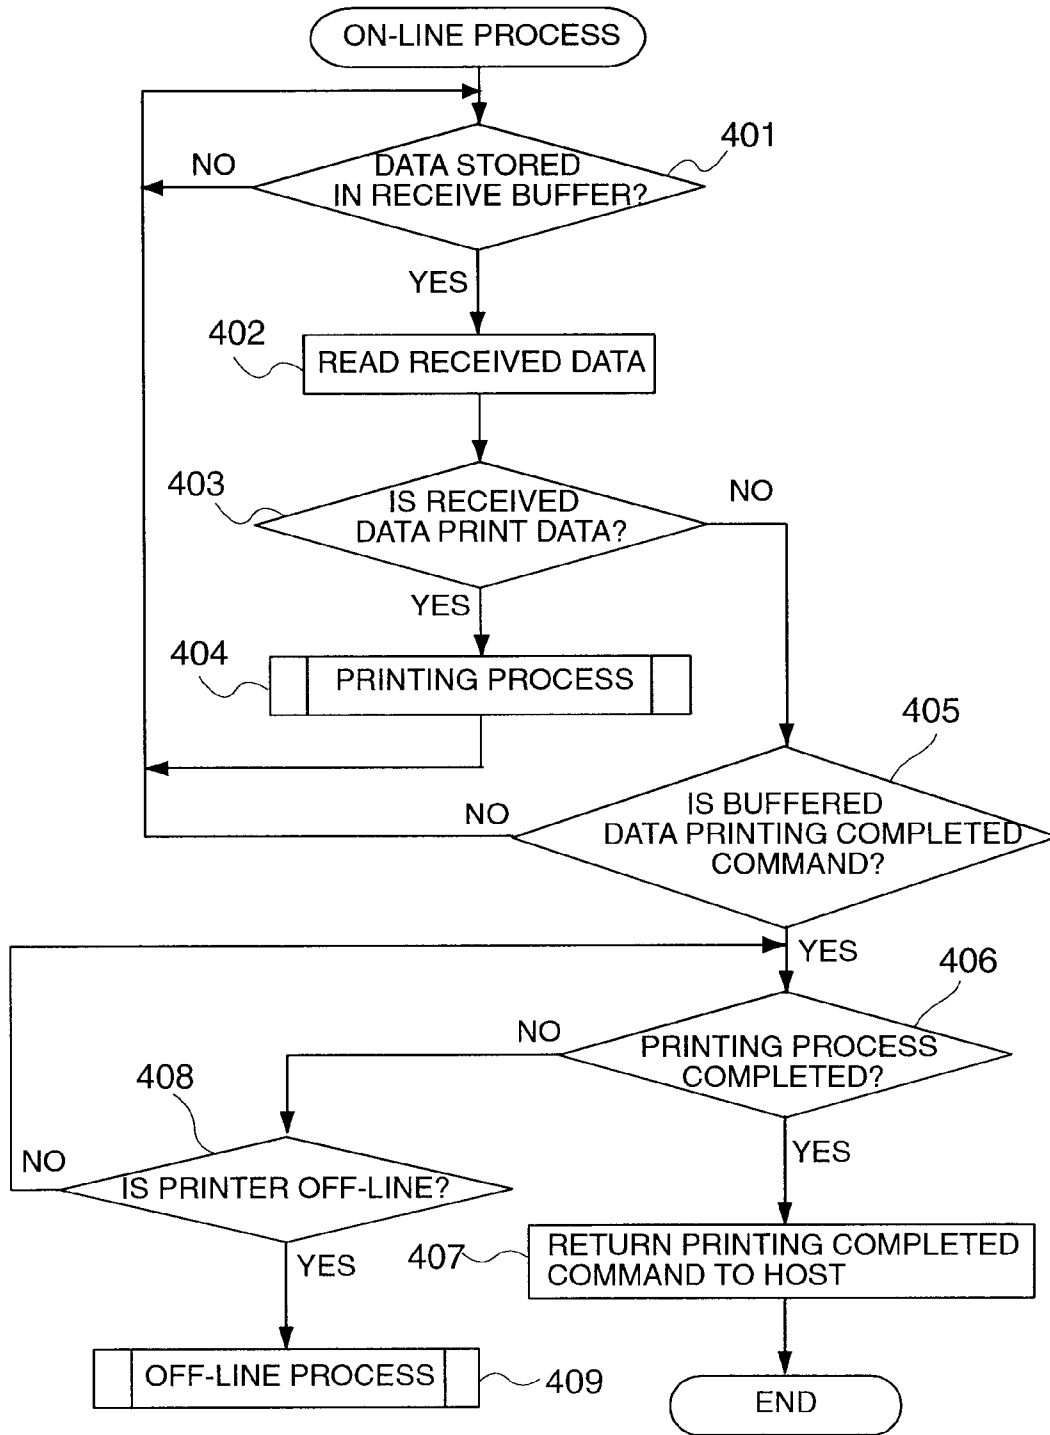 ON-LINE PROCESS
401
NO
DATA STORED
IN RECEIVE BUFFER?
YES
402
READ RECEIVED DATA
403
IS RECEIVED
DATA PRINT DATA?
NO
YES
404
PRINTING PROCESS
405
NO
IS BUFFERED
DATA PRINTING COMPLETED
COMMAND?
YES
406
NO
PRINTING PROCESS
COMPLETED?
408
YES
NO
IS PRINTER OFF-LINE?
407
RETURN PRINTING COMPLETED
COMMAND TO HOST
YES
OFF-LINE PROCESS
409
END